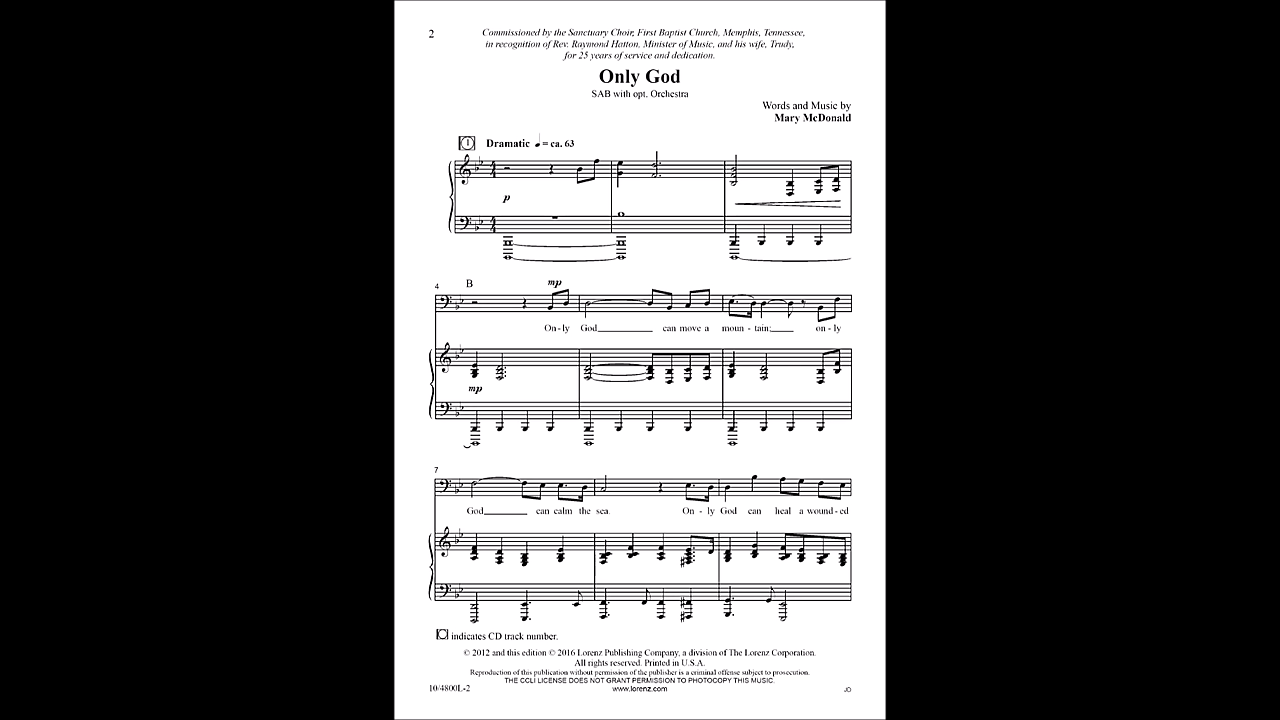 2
Commissioned by the Sanctuary Choir, First Baptist Church, Memphis, Tennessee,
in recognition of Rev. Raymond Hatton, Minister of Music, and his wife, Trudy,
for 25 years of service and dedication.
Only God
SAB with opt. Orchestra
Words and Music by
Mary McDonald
1
Dramatic ♩ = ca. 63
p
4 B mp
On - ly God can move a moun - tain; on - ly
mp
7
God can calm the sea. On - ly God can heal a wound - ed
indicates CD track number.
© 2012 and this edition © 2016 Lorenz Publishing Company, a division of The Lorenz Corporation.
All rights reserved. Printed in U.S.A.
Reproduction of this publication without permission of the publisher is a criminal offense subject to prosecution.
THE CCLI LICENSE DOES NOT GRANT PERMISSION TO PHOTOCOPY THIS MUSIC.
10/4800L-2 www.lorenz.com JO